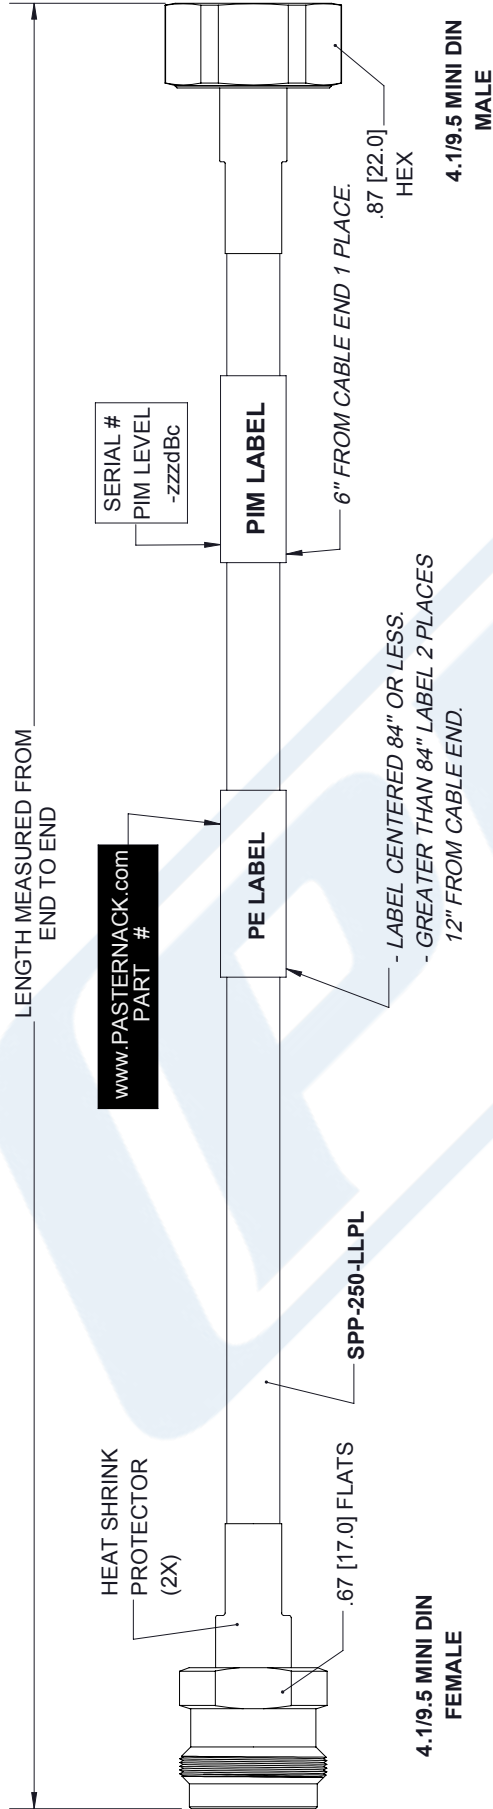 LENGTH MEASURED FROM
END TO END
HEAT SHRINK
PROTECTOR
(2X)
www.PASTERNACK.com
PART #
SERIAL #
PIM LEVEL
-zzzdBc
PE LABEL
PIM LABEL
.67 [17.0] FLATS
SPP-250-LLPL
- LABEL CENTERED 84" OR LESS.
- GREATER THAN 84" LABEL 2 PLACES
12" FROM CABLE END.
6" FROM CABLE END 1 PLACE.
.87 [22.0]
HEX
4.1/9.5 MINI DIN
FEMALE
4.1/9.5 MINI DIN
MALE